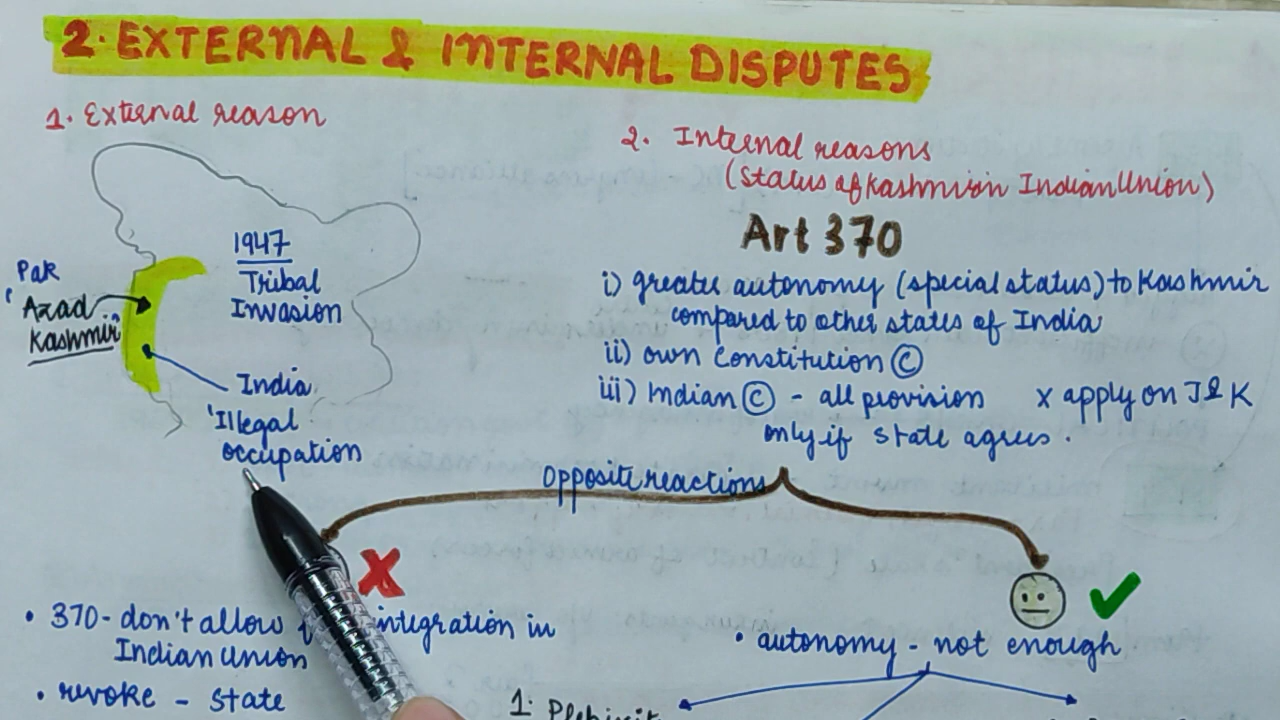 2. EXTERNAL & INTERNAL DISPUTES
1. External reason
1947
Tribal
Invasion
Pak
'Azad
Kashmir'
India
'Illegal
occupation
2. Internal reasons
(Status of Kashmir in Indian Union)
Art 370
i) greater autonomy (special status) to Kashmir
compared to other states of India
ii) own Constitution ©
iii) Indian © - all provision x apply on J&K
only if state agrees.
Opposite reactions
• 370 - don't allow integration in
Indian Union
• revoke - state
• autonomy - not enough
1.